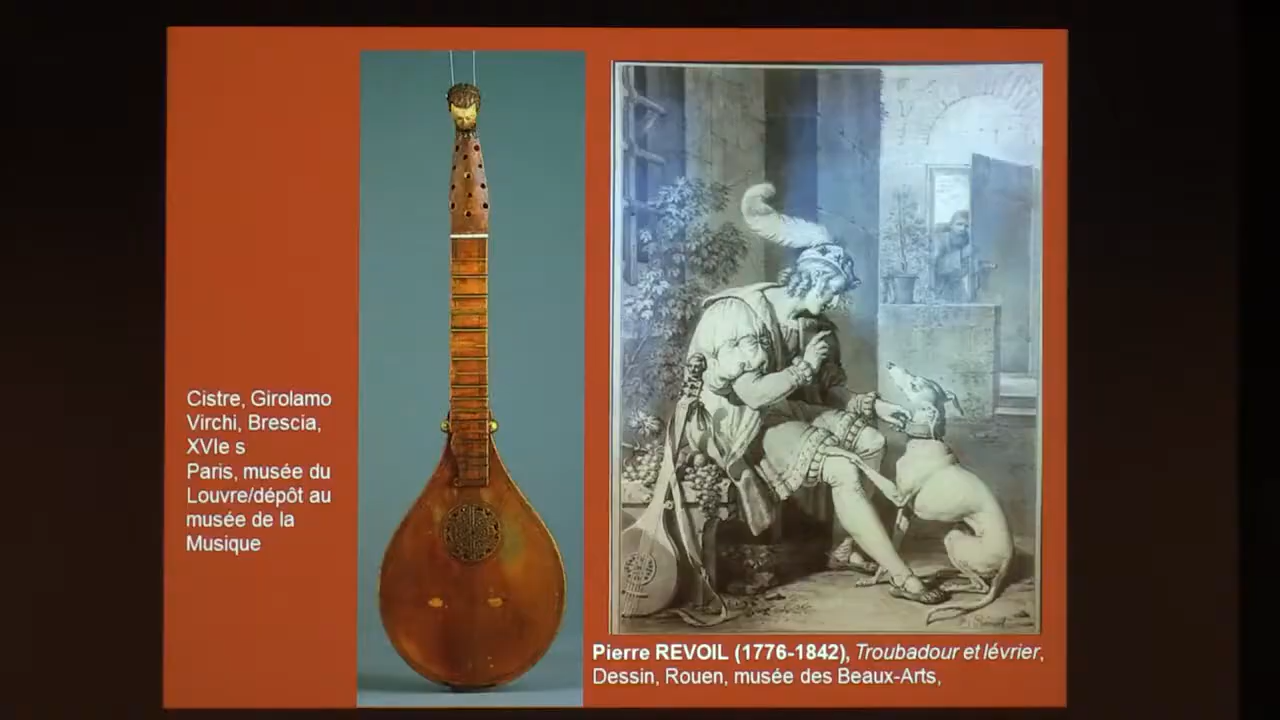 Cistre, Girolamo
Virchi, Brescia,
XVIe s
Paris, musée du
Louvre/dépôt au
musée de la
Musique
Pierre REVOIL (1776-1842), Troubadour et lévrier,
Dessin, Rouen, musée des Beaux-Arts,